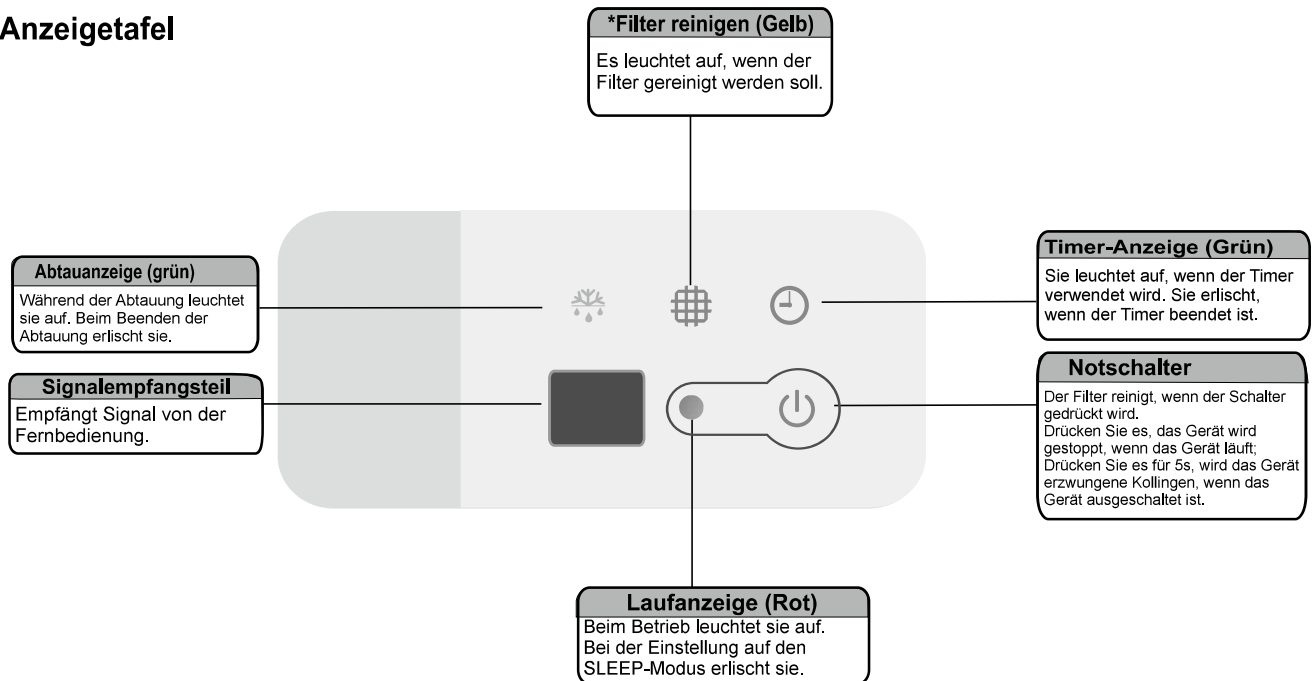 Anzeigetafel
*Filter reinigen (Gelb)
Es leuchtet auf, wenn der
Filter gereinigt werden soll.
Abtauanzeige (grün)
Während der Abtauung leuchtet
sie auf. Beim Beenden der
Abtauung erlischt sie.
Signalempfangsteil
Empfängt Signal von der
Fernbedienung.
Timer-Anzeige (Grün)
Sie leuchtet auf, wenn der Timer
verwendet wird. Sie erlischt,
wenn der Timer beendet ist.
Notschalter
Der Filter reinigt, wenn der Schalter
gedrückt wird.
Drücken Sie es, das Gerät wird
gestoppt, wenn das Gerät läuft;
Drücken Sie es für 5s, wird das Gerät
erzwungene Kollingen, wenn das
Gerät ausgeschaltet ist.
Laufanzeige (Rot)
Beim Betrieb leuchtet sie auf.
Bei der Einstellung auf den
SLEEP-Modus erlischt sie.